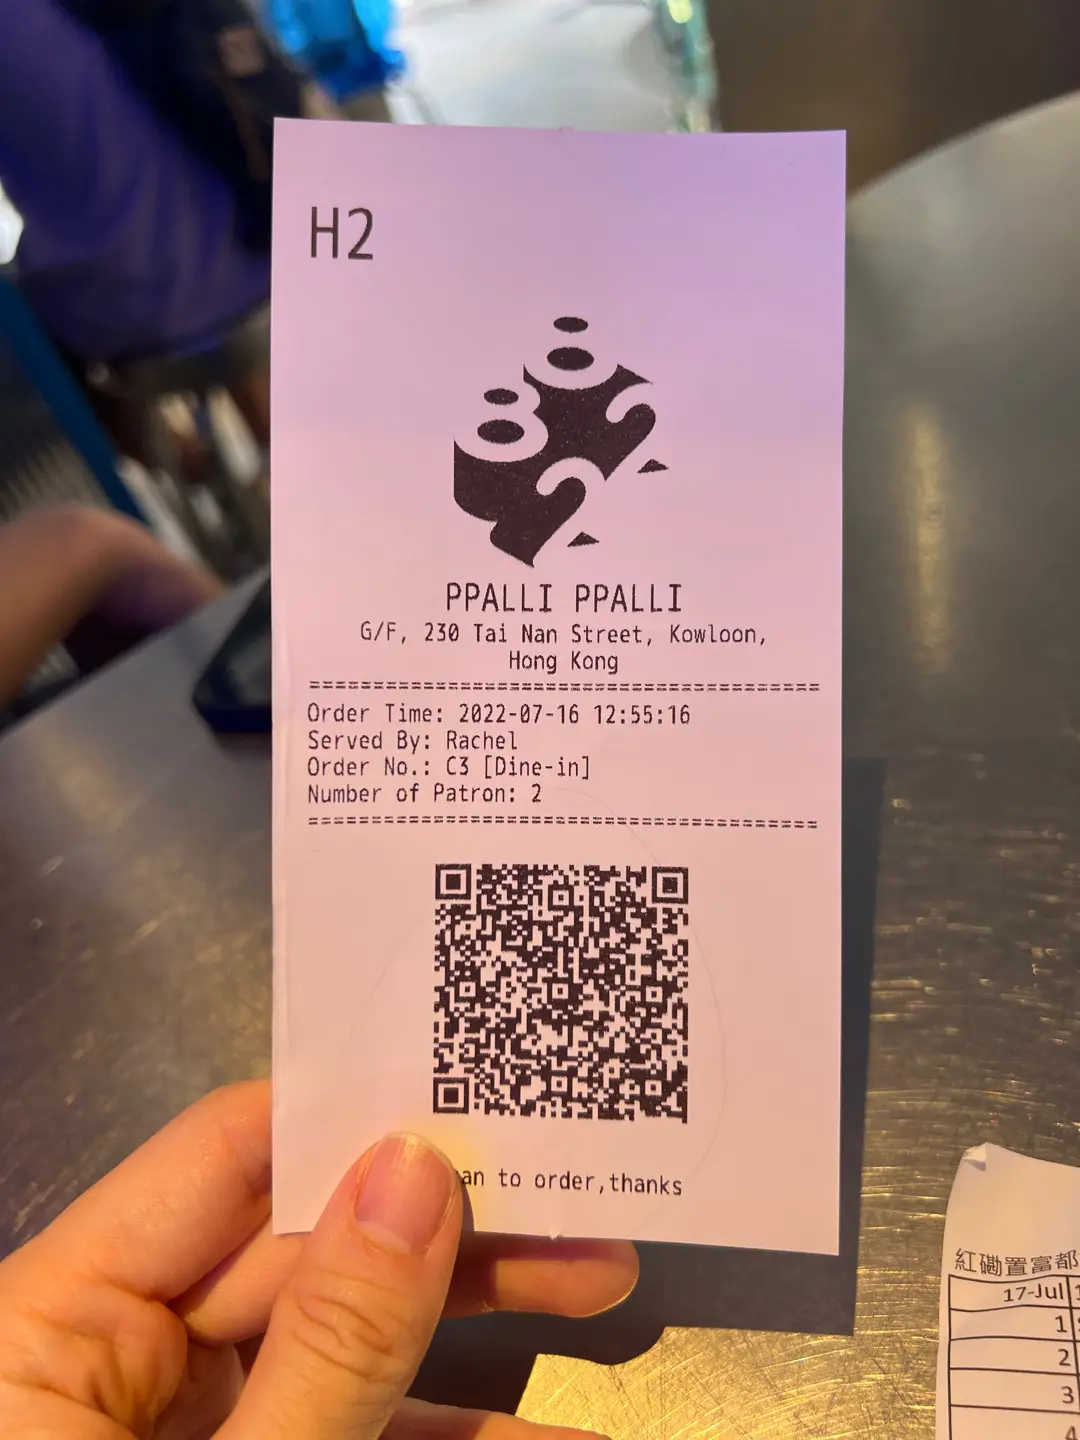 H2
PPALLI PPALLI
G/F, 230 Tai Nan Street, Kowloon,
Hong Kong
================================================
Order Time: 2022-07-16 12:55:16
Served By: Rachel
Order No.: C3 [Dine-in]
Number of Patron: 2
================================================
to order,thanks
紅磡置富都
17-Jul
1
2
3
4